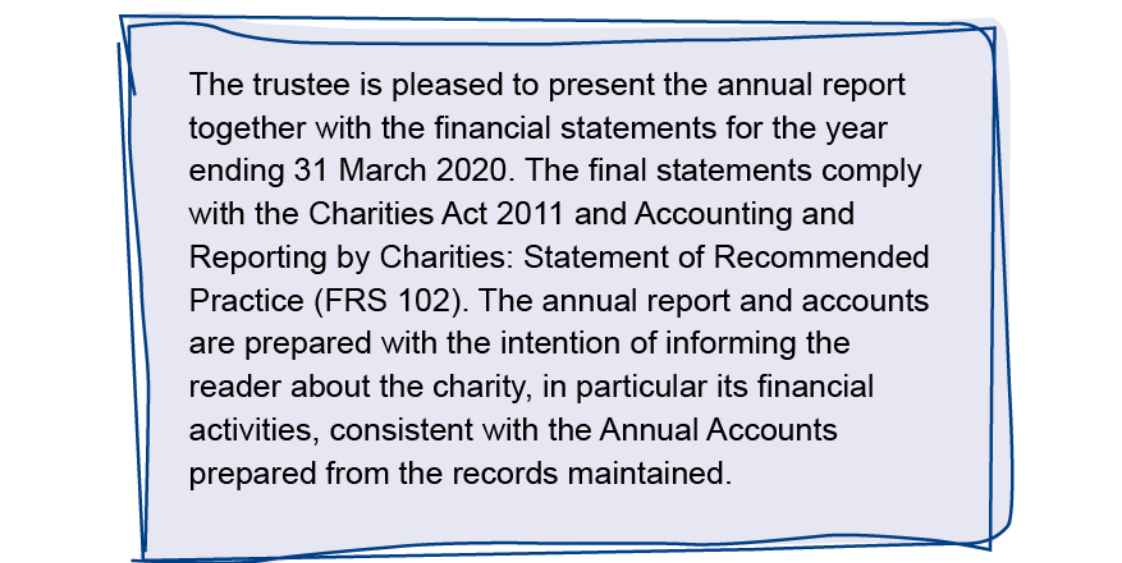 The trustee is pleased to present the annual report
together with the financial statements for the year
ending 31 March 2020. The final statements comply
with the Charities Act 2011 and Accounting and
Reporting by Charities: Statement of Recommended
Practice (FRS 102). The annual report and accounts
are prepared with the intention of informing the
reader about the charity, in particular its financial
activities, consistent with the Annual Accounts
prepared from the records maintained.